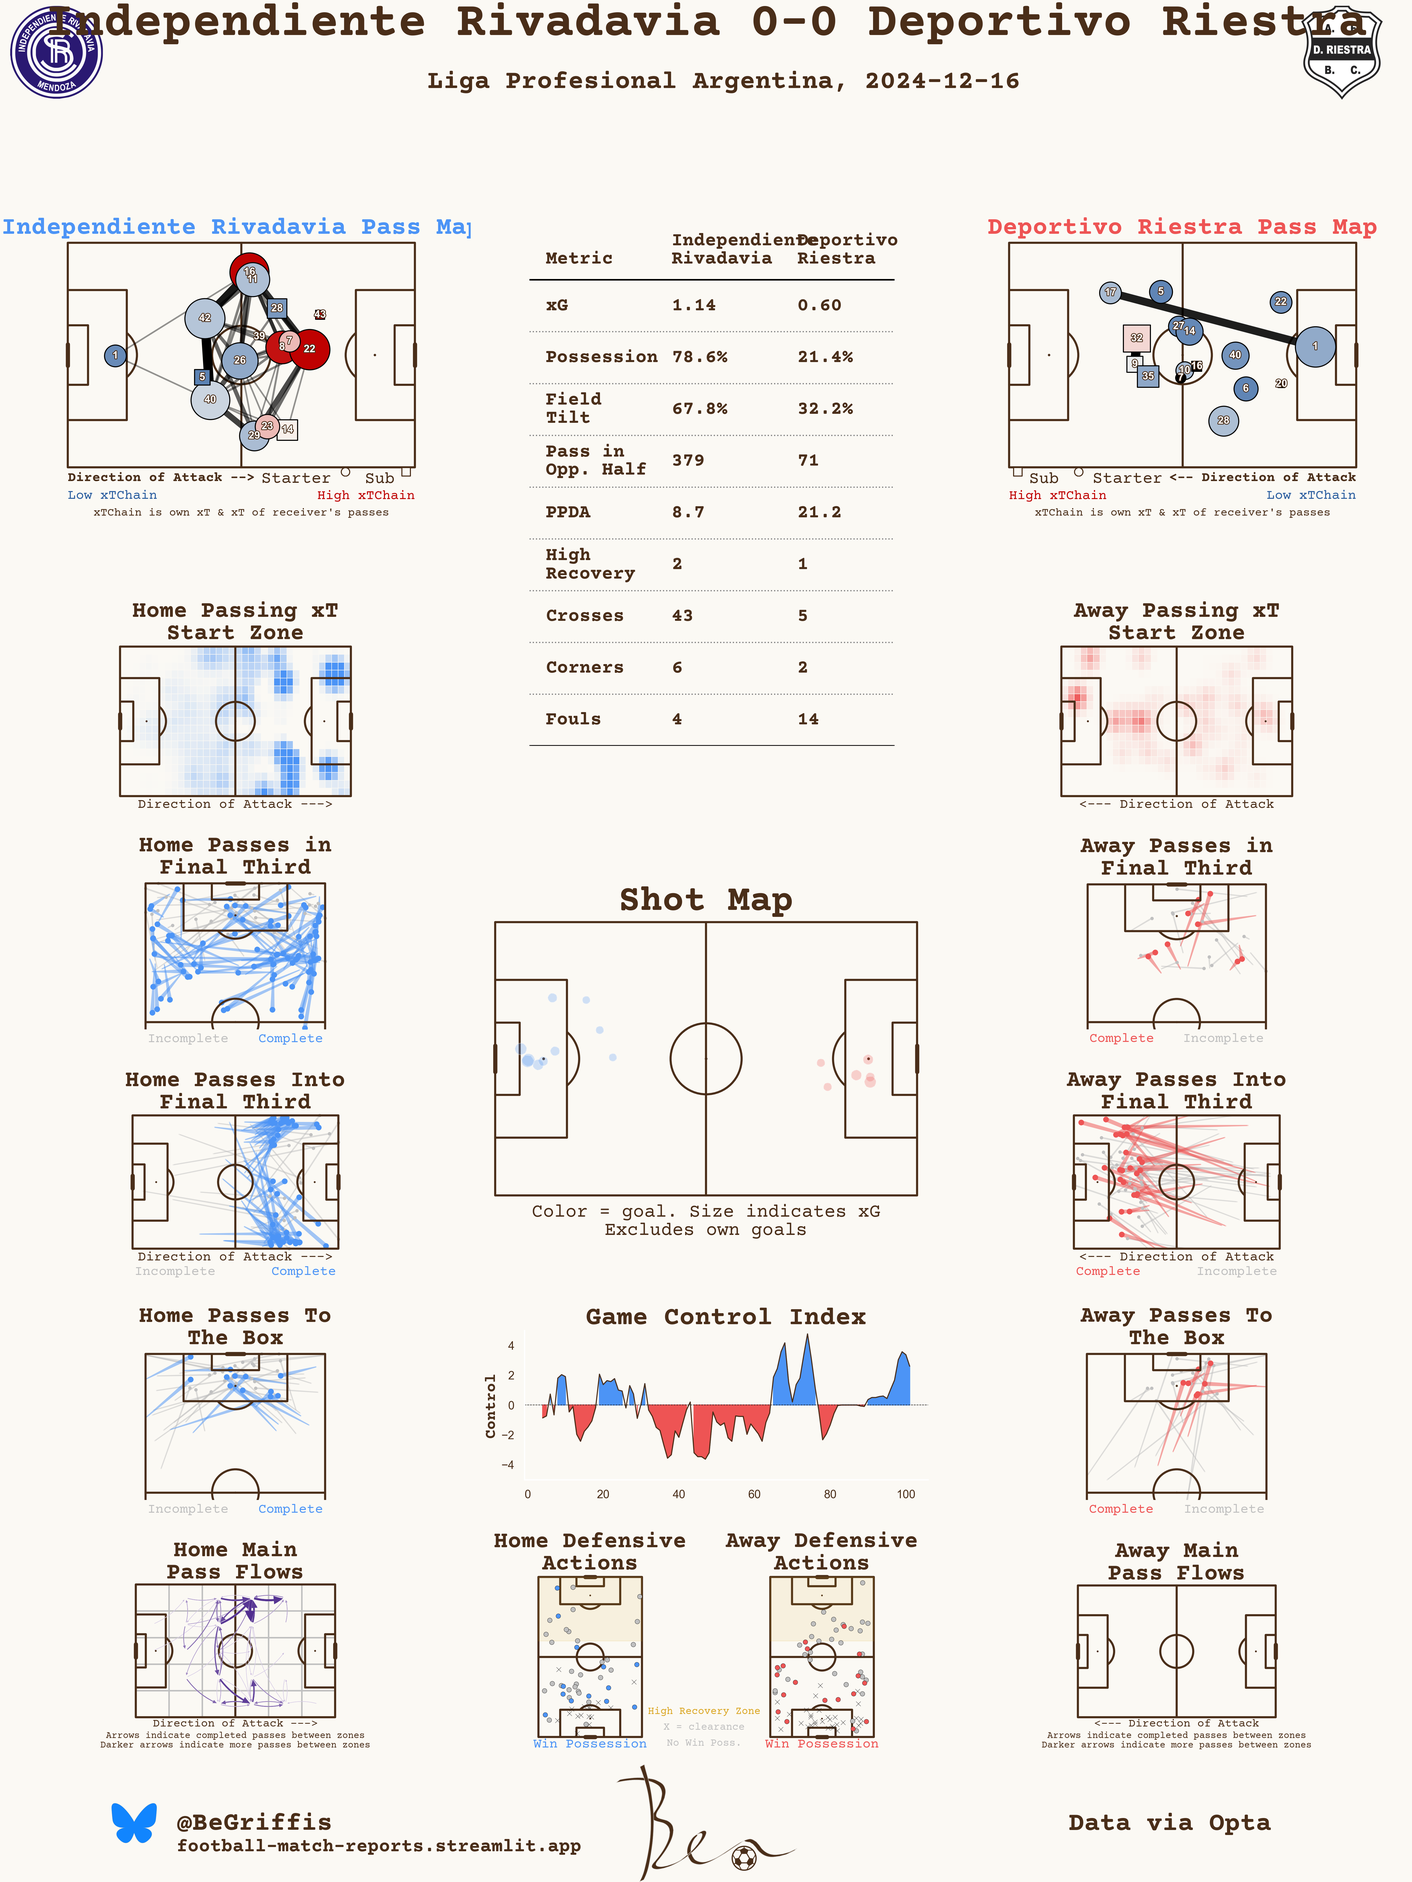 Independiente Rivadavia 0-0 Deportivo Riestra
INDEPENDIENTE RIVADAVIA
MENDOZA
D. RIESTRA
B. C.
Liga Profesional Argentina, 2024-12-16
Independiente Rivadavia Pass Map
16
11
28
43
42
39
8
7
22
1
26
5
40
23
29
14
Direction of Attack --> Starter Sub
Low xTChain High xTChain
xTChain is own xT & xT of receiver's passes
Metric Independiente Rivadavia Deportivo Riestra
xG 1.14 0.60
Possession 78.6% 21.4%
Field
Tilt 67.8% 32.2%
Pass in
Opp. Half 379 71
PPDA 8.7 21.2
High
Recovery 2 1
Crosses 43 5
Corners 6 2
Fouls 4 14
Deportivo Riestra Pass Map
17
5
22
27
14
32
1
40
9
35
10
16
7
20
6
28
Sub Starter <-- Direction of Attack
High xTChain Low xTChain
xTChain is own xT & xT of receiver's passes
Home Passing xT
Start Zone
Direction of Attack --->
Away Passing xT
Start Zone
<--- Direction of Attack
Home Passes in
Final Third
Incomplete Complete
Away Passes in
Final Third
Complete Incomplete
Shot Map
Color = goal. Size indicates xG
Excludes own goals
Home Passes Into
Final Third
Direction of Attack --->
Incomplete Complete
Away Passes Into
Final Third
<--- Direction of Attack
Complete Incomplete
Home Passes To
The Box
Incomplete Complete
Game Control Index
Control
4
2
0
−2
−4
0 20 40 60 80 100
Away Passes To
The Box
Complete Incomplete
Home Main
Pass Flows
Direction of Attack --->
Arrows indicate completed passes between zones
Darker arrows indicate more passes between zones
Home Defensive
Actions
Win Possession
Away Defensive
Actions
Win Possession
High Recovery Zone
X = clearance
No Win Poss.
Away Main
Pass Flows
<--- Direction of Attack
Arrows indicate completed passes between zones
Darker arrows indicate more passes between zones
@BeGriffis
football-match-reports.streamlit.app
Ben
Data via Opta